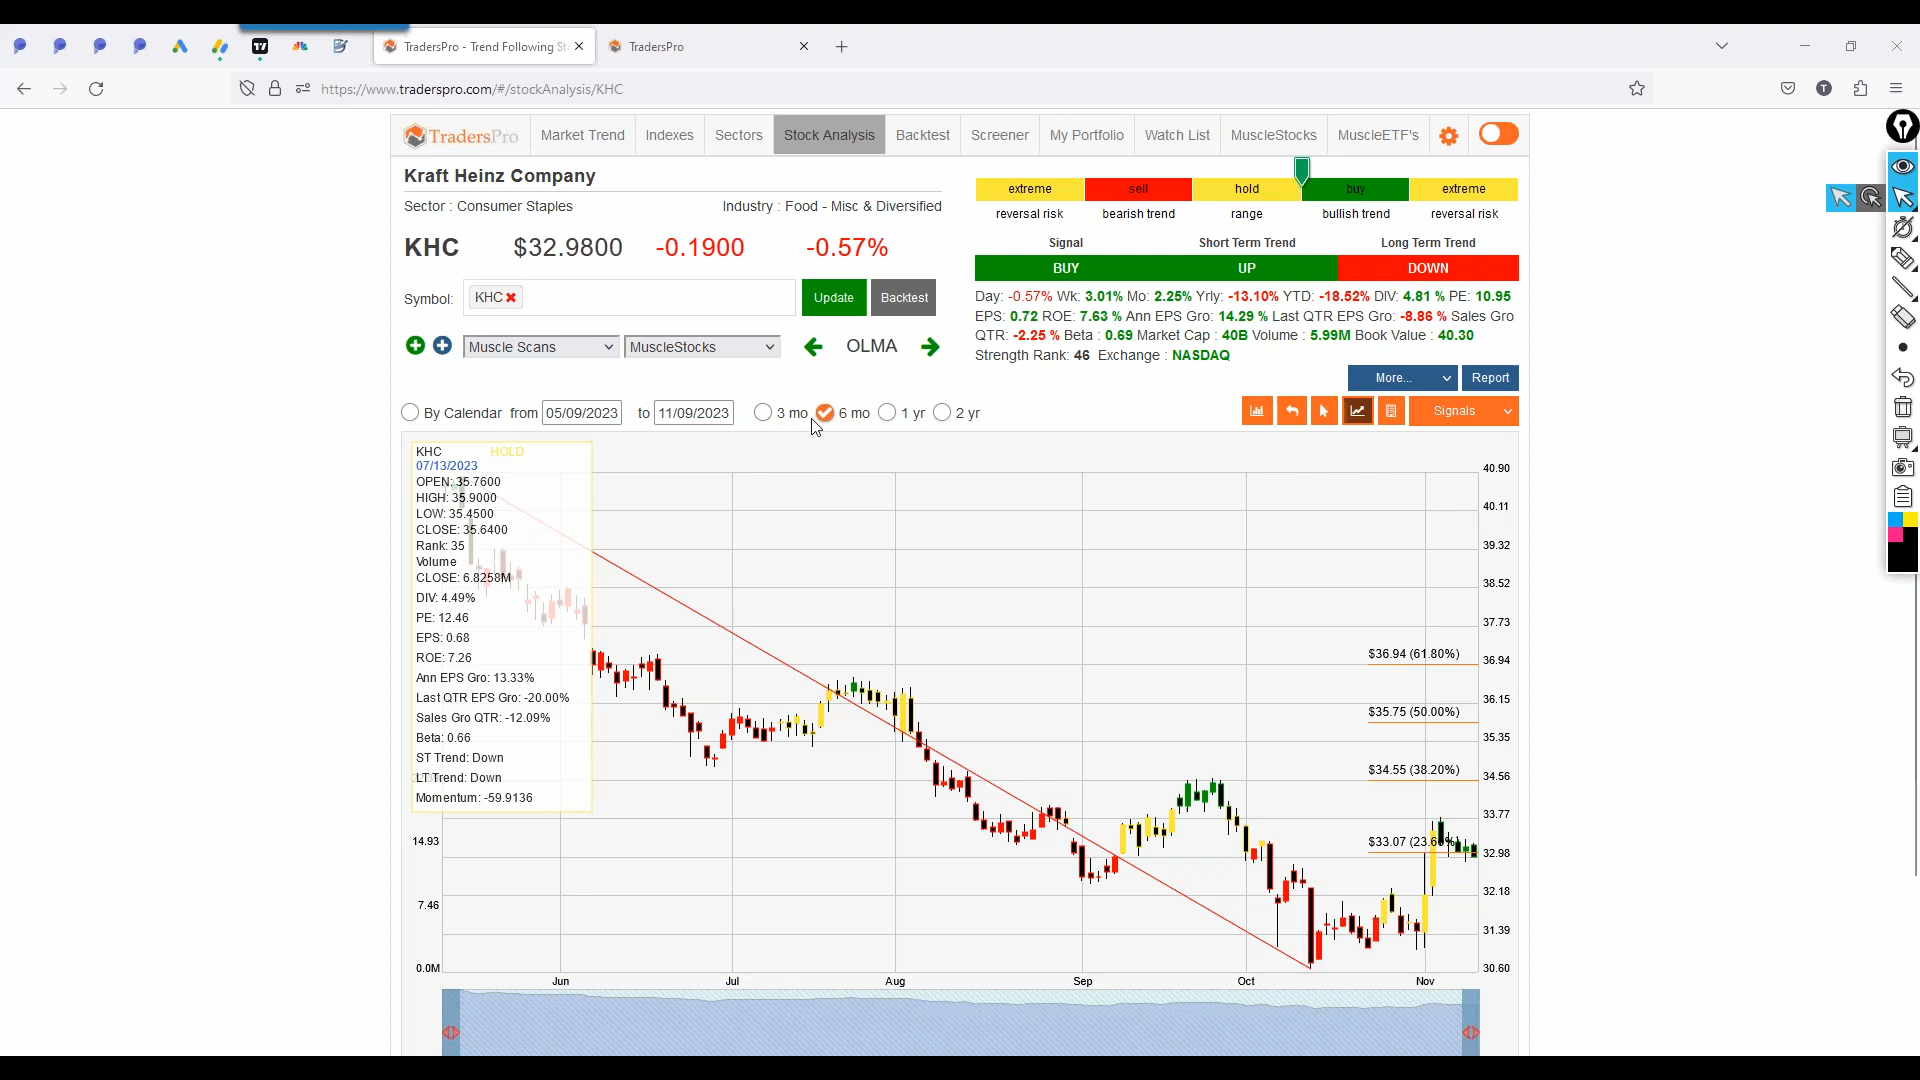 TradersPro - Trend Following St
TradersPro
https://www.traderspro.com/#/stockAnalysis/KHC
T
TradersPro Market Trend Indexes Sectors Stock Analysis Backtest Screener My Portfolio Watch List MuscleStocks MuscleETF's
Kraft Heinz Company
Sector : Consumer Staples Industry : Food - Misc & Diversified
KHC $32.9800 -0.1900 -0.57%
Symbol: KHC Update Backtest
Muscle Scans MuscleStocks OLMA
extreme sell hold buy extreme
reversal risk bearish trend range bullish trend reversal risk
Signal Short Term Trend Long Term Trend
BUY UP DOWN
Day: -0.57% Wk: 3.01% Mo: 2.25% Yrly: -13.10% YTD: -18.52% DIV: 4.81 % PE: 10.95
EPS: 0.72 ROE: 7.63 % Ann EPS Gro: 14.29 % Last QTR EPS Gro: -8.86 % Sales Gro
QTR: -2.25 % Beta : 0.69 Market Cap : 40B Volume : 5.99M Book Value : 40.30
Strength Rank: 46 Exchange : NASDAQ
More... Report
By Calendar from 05/09/2023 to 11/09/2023 3 mo 6 mo 1 yr 2 yr
Signals
KHC HOLD
07/13/2023
OPEN: 35.7600
HIGH: 35.9000
LOW: 35.4500
CLOSE: 35.6400
Rank: 35
Volume
CLOSE: 6.8258M
DIV: 4.49%
PE: 12.46
EPS: 0.68
ROE: 7.26
Ann EPS Gro: 13.33%
Last QTR EPS Gro: -20.00%
Sales Gro QTR: -12.09%
Beta: 0.66
ST Trend: Down
LT Trend: Down
Momentum: -59.9136
14.93
7.46
0.0M
$36.94 (61.80%)
$35.75 (50.00%)
$34.55 (38.20%)
$33.07 (23.60%)
40.90
40.11
39.32
38.52
37.73
36.94
36.15
35.35
34.56
33.77
32.98
32.18
31.39
30.60
Jun Jul Aug Sep Oct Nov